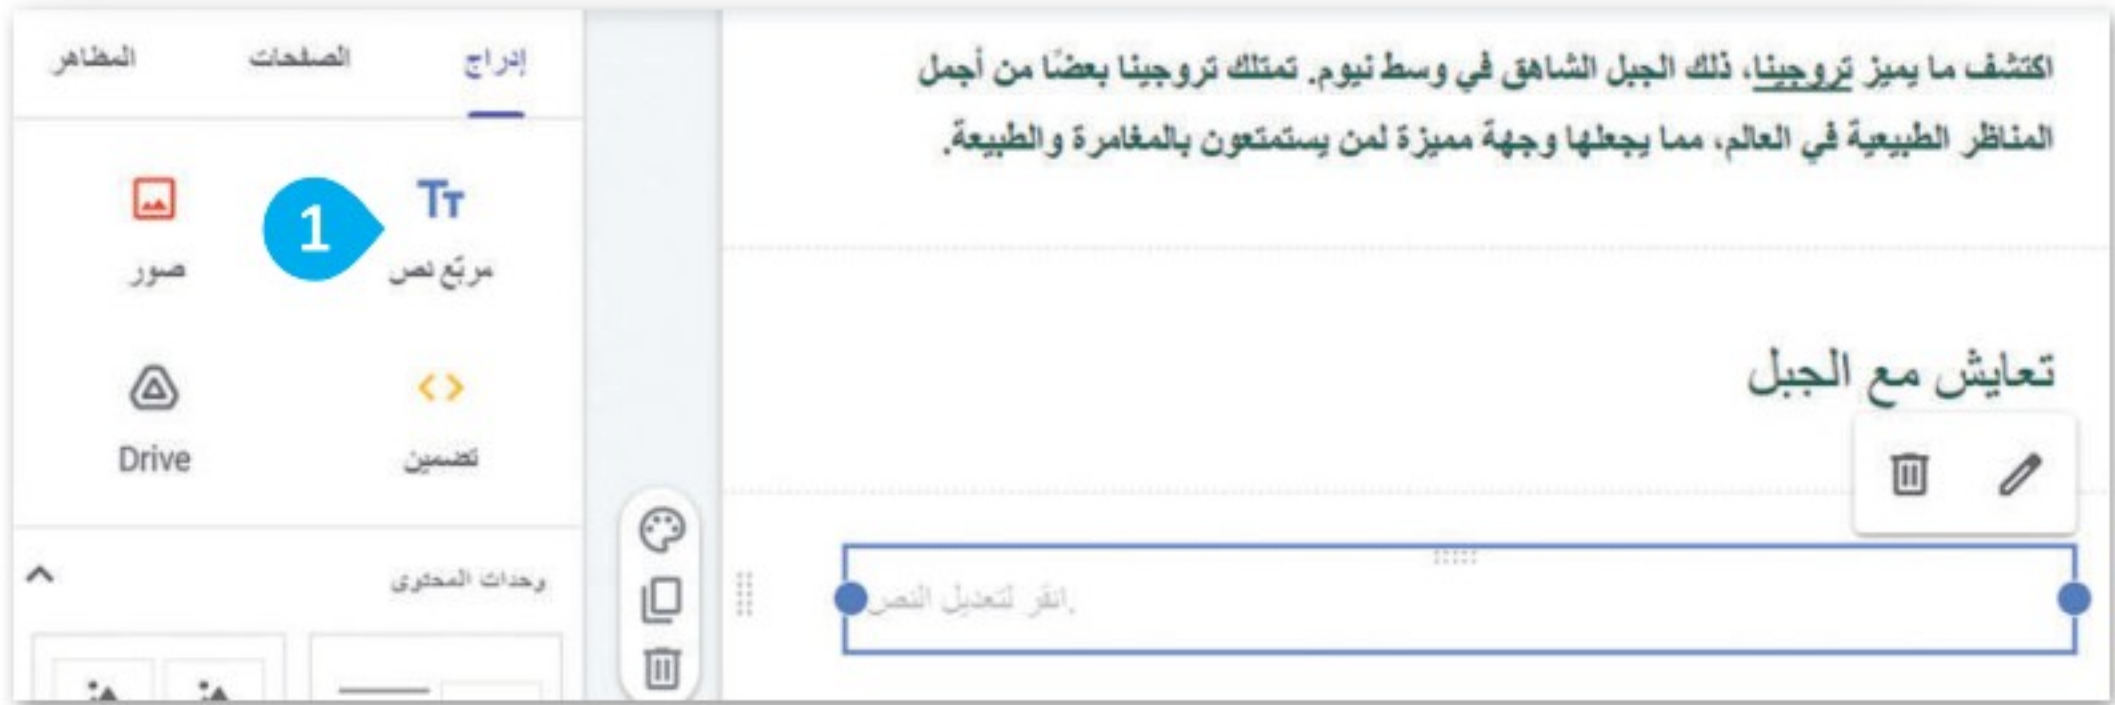 اكتشف ما يميز تروجينا، ذلك الجبل الشاهق في وسط نيوم. تمتلك تروجينا بعضًا من أجمل
المناظر الطبيعية في العالم، مما يجعلها وجهة مميزة لمن يستمتعون بالمغامرة والطبيعة.
تعايش مع الجبل
انقر لتعديل النص.
إدراج الصفحات المظاهر
1
مربّع نص صور
تضمين Drive
وحدات المحتوى